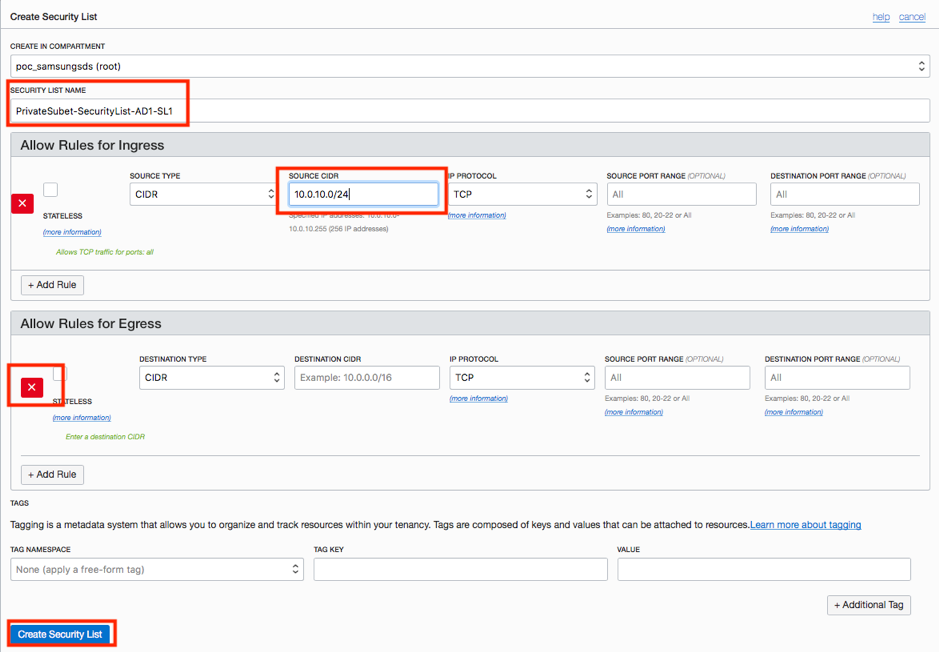 Create Security List
help cancel
CREATE IN COMPARTMENT
poc_samsungsds (root)
SECURITY LIST NAME
PrivateSubet-SecurityList-AD1-SL1
Allow Rules for Ingress
STATELESS
(more information)
SOURCE TYPE
CIDR
SOURCE CIDR
10.0.10.0/24
Specified IP addresses: 10.0.10.0-
10.0.10.255 (256 IP addresses)
IP PROTOCOL
TCP
(more information)
SOURCE PORT RANGE (OPTIONAL)
All
Examples: 80, 20-22 or All
(more information)
DESTINATION PORT RANGE (OPTIONAL)
All
Examples: 80, 20-22 or All
(more information)
Allows TCP traffic for ports: all
+ Add Rule
Allow Rules for Egress
STATELESS
(more information)
DESTINATION TYPE
CIDR
DESTINATION CIDR
Example: 10.0.0.0/16
IP PROTOCOL
TCP
(more information)
SOURCE PORT RANGE (OPTIONAL)
All
Examples: 80, 20-22 or All
(more information)
DESTINATION PORT RANGE (OPTIONAL)
All
Examples: 80, 20-22 or All
(more information)
Enter a destination CIDR
+ Add Rule
TAGS
Tagging is a metadata system that allows you to organize and track resources within your tenancy. Tags are composed of keys and values that can be attached to resources.Learn more about tagging
TAG NAMESPACE
None (apply a free-form tag)
TAG KEY
VALUE
+ Additional Tag
Create Security List